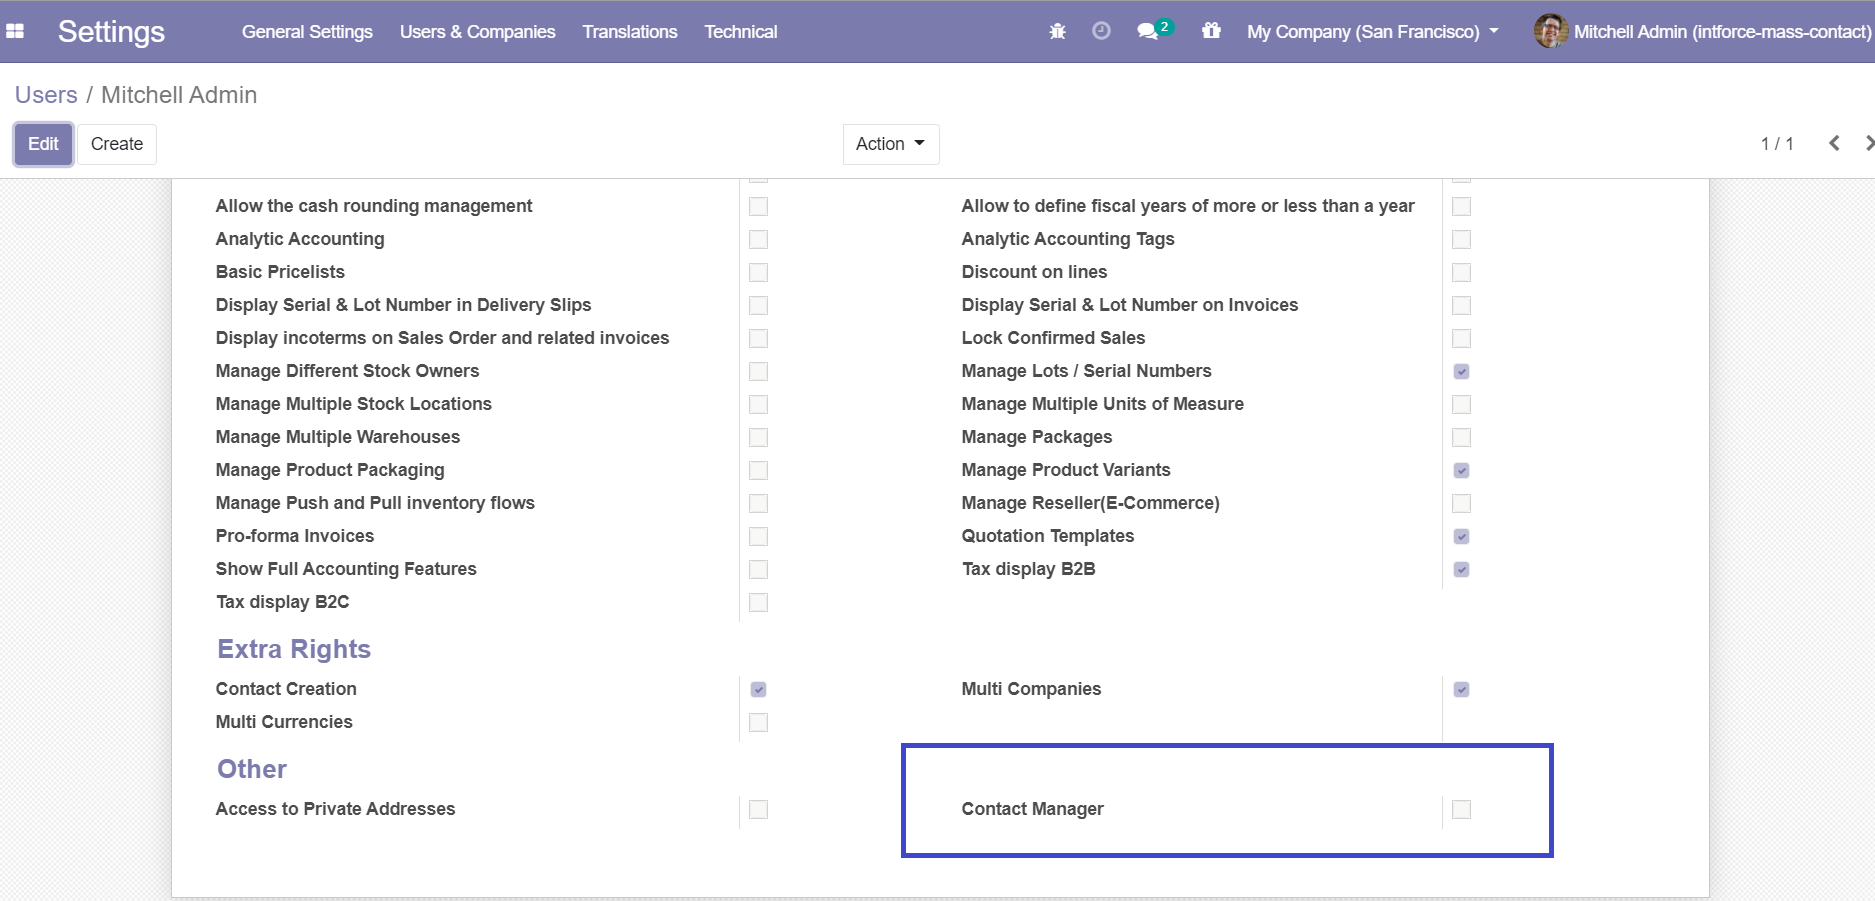 Settings
General Settings
Users & Companies
Translations
Technical
2
My Company (San Francisco)
Mitchell Admin (intforce-mass-contact)
Users / Mitchell Admin
Edit
Create
Action
1 / 1
Allow the cash rounding management
Allow to define fiscal years of more or less than a year
Analytic Accounting
Analytic Accounting Tags
Basic Pricelists
Discount on lines
Display Serial & Lot Number in Delivery Slips
Display Serial & Lot Number on Invoices
Display incoterms on Sales Order and related invoices
Lock Confirmed Sales
Manage Different Stock Owners
Manage Lots / Serial Numbers
Manage Multiple Stock Locations
Manage Multiple Units of Measure
Manage Multiple Warehouses
Manage Packages
Manage Product Packaging
Manage Product Variants
Manage Push and Pull inventory flows
Manage Reseller(E-Commerce)
Pro-forma Invoices
Quotation Templates
Show Full Accounting Features
Tax display B2B
Tax display B2C
Extra Rights
Contact Creation
Multi Companies
Multi Currencies
Other
Access to Private Addresses
Contact Manager